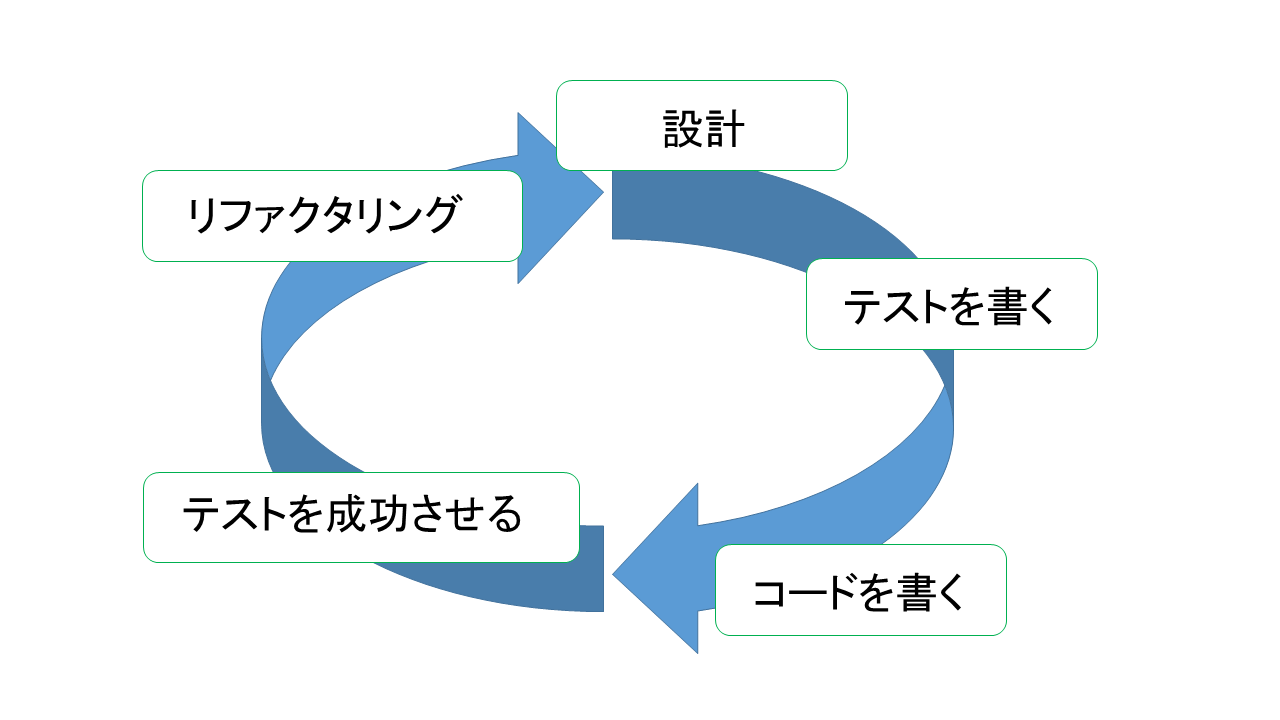 設計
テストを書く
コードを書く
テストを成功させる
リファクタリング